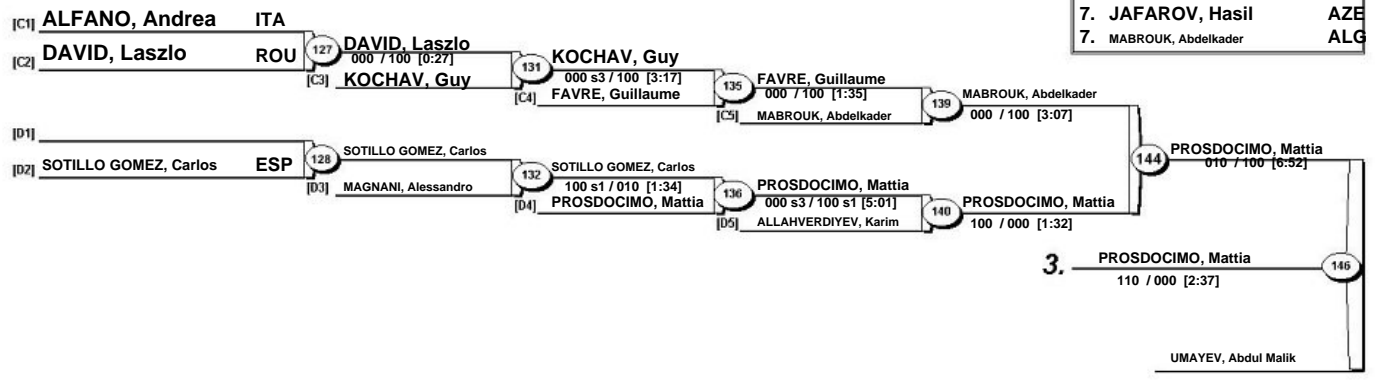 7. JAFAROV, Hasil AZE
7. MABROUK, Abdelkader ALG
[C1] ALFANO, Andrea ITA
[C2] DAVID, Laszlo ROU
127
DAVID, Laszlo
000 / 100 [0:27]
[C3] KOCHAV, Guy
131
KOCHAV, Guy
000 s3 / 100 [3:17]
[C4] FAVRE, Guillaume
135
FAVRE, Guillaume
000 / 100 [1:35]
[C5] MABROUK, Abdelkader
139
MABROUK, Abdelkader
000 / 100 [3:07]
[D1]
[D2] SOTILLO GOMEZ, Carlos ESP
128
SOTILLO GOMEZ, Carlos
[D3] MAGNANI, Alessandro
132
SOTILLO GOMEZ, Carlos
100 s1 / 010 [1:34]
[D4] PROSDOCIMO, Mattia
136
PROSDOCIMO, Mattia
000 s3 / 100 s1 [5:01]
[D5] ALLAHVERDIYEV, Karim
140
PROSDOCIMO, Mattia
100 / 000 [1:32]
144
PROSDOCIMO, Mattia
010 / 100 [6:52]
3. PROSDOCIMO, Mattia
110 / 000 [2:37]
146
UMAYEV, Abdul Malik